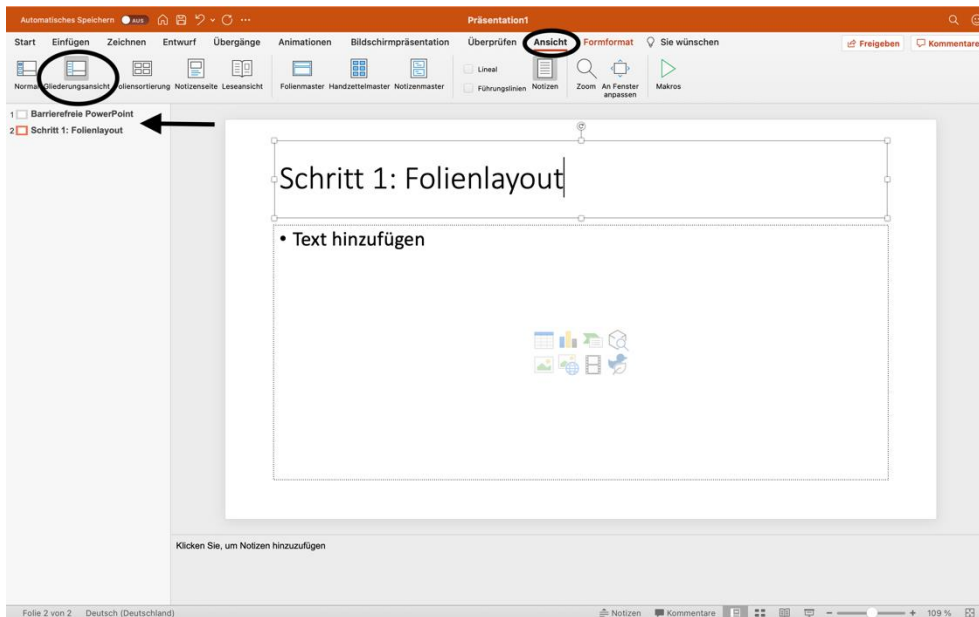 Automatisches Speichern AUS Präsentation1
Start Einfügen Zeichnen Entwurf Übergänge Animationen Bildschirmpräsentation Überprüfen Ansicht Formformat Sie wünschen Freigeben Kommentare
Normal Gliederungsansicht Foliensortierung Notizenseite Leseansicht Folienmaster Handzettelmaster Notizenmaster Lineal Führungslinien Notizen Zoom An Fenster anpassen Makros
1 Barrierefreie PowerPoint
2 Schritt 1: Folienlayout
Schritt 1: Folienlayout
• Text hinzufügen
Klicken Sie, um Notizen hinzuzufügen
Folie 2 von 2 Deutsch (Deutschland) Notizen Kommentare 109 %